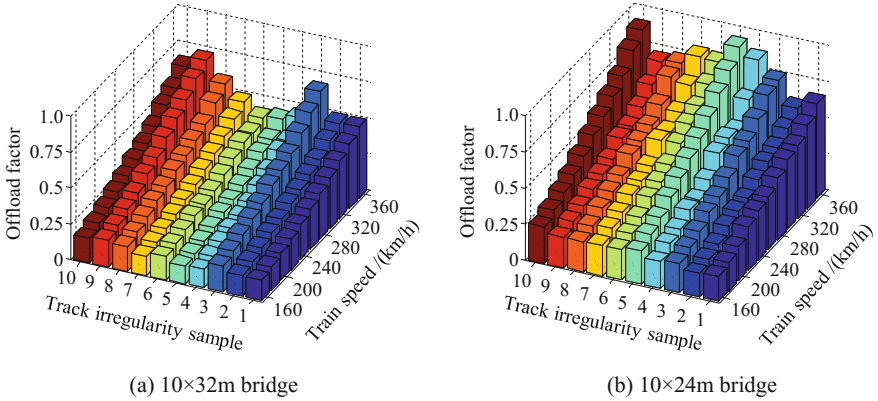 Offload factor
1.0
0.75
0.5
0.25
0
10 9 8 7 6 5 4 3 2 1
Track irregularity sample
160 200 240 280 320 360
Train speed /(km/h)
(a) 10×32m bridge
Offload factor
1.0
0.75
0.5
0.25
0
10 9 8 7 6 5 4 3 2 1
Track irregularity sample
160 200 240 280 320 360
Train speed /(km/h)
(b) 10×24m bridge